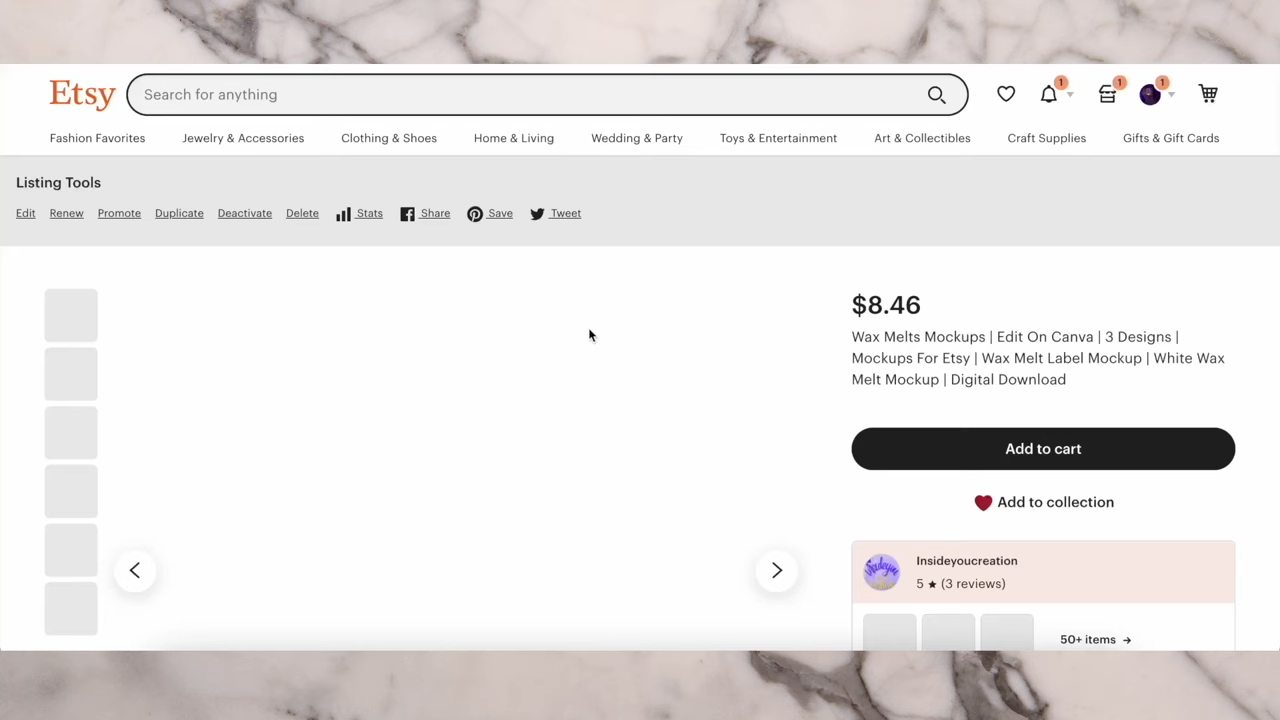 Etsy
Search for anything
1
1
1
Fashion Favorites Jewelry & Accessories Clothing & Shoes Home & Living Wedding & Party Toys & Entertainment Art & Collectibles Craft Supplies Gifts & Gift Cards
Listing Tools
Edit Renew Promote Duplicate Deactivate Delete Stats Share Save Tweet
$8.46
Wax Melts Mockups | Edit On Canva | 3 Designs |
Mockups For Etsy | Wax Melt Label Mockup | White Wax
Melt Mockup | Digital Download
Add to cart
Add to collection
Insideyoucreation
5 ★ (3 reviews)
50+ items →